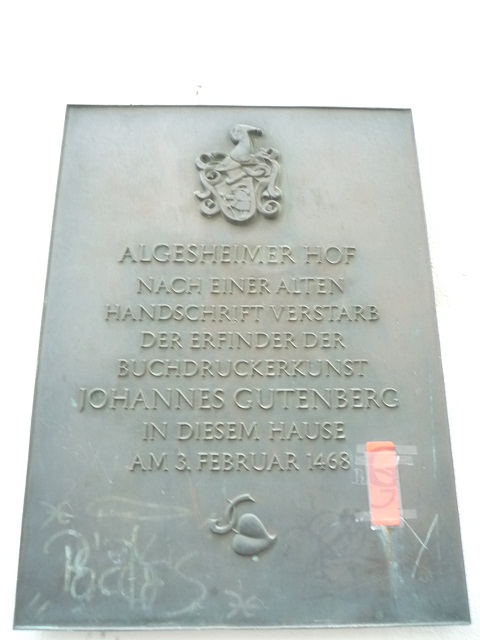 ALGESHEIMER HOF
NACH EINER ALTEN
HANDSCHRIFT VERSTARB
DER ERFINDER DER
BUCHDRUCKERKUNST
JOHANNES GUTENBERG
IN DIESEM HAUSE
AM 3. FEBRUAR 1468